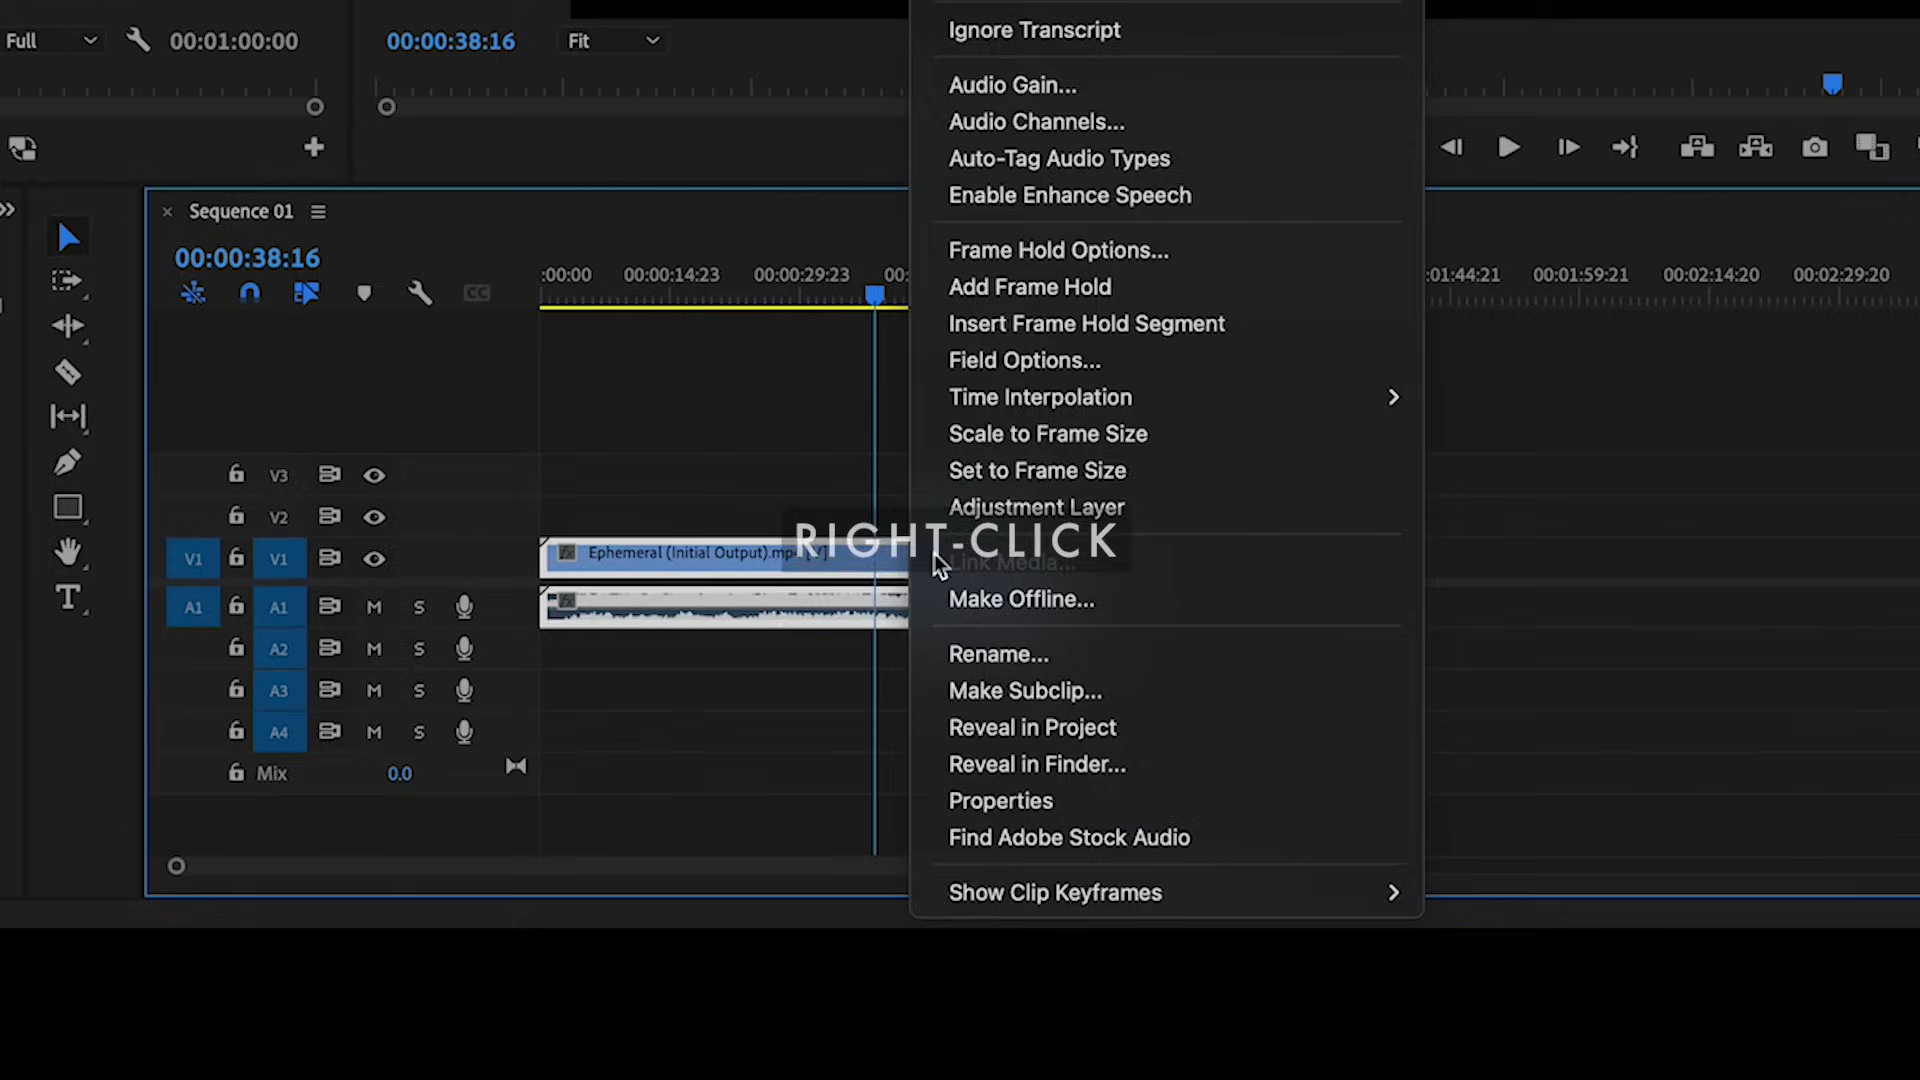 Full
00:01:00:00
00:00:38:16
Fit
Ignore Transcript
Audio Gain...
Audio Channels...
Auto-Tag Audio Types
Enable Enhance Speech
Frame Hold Options...
Add Frame Hold
Insert Frame Hold Segment
Field Options...
Time Interpolation
Scale to Frame Size
Set to Frame Size
Adjustment Layer
Link Media...
Make Offline...
Rename...
Make Subclip...
Reveal in Project
Reveal in Finder...
Properties
Find Adobe Stock Audio
Show Clip Keyframes
RIGHT-CLICK
Sequence 01
00:00:38:16
CC
:00:00 00:00:14:23 00:00:29:23 00: :01:44:21 00:01:59:21 00:02:14:20 00:02:29:20
V3
V2
V1 V1
fx Ephemeral (Initial Output).mp4 [V]
A1 A1 M S
fx
A2 M S
A3 M S
A4 M S
Mix 0.0